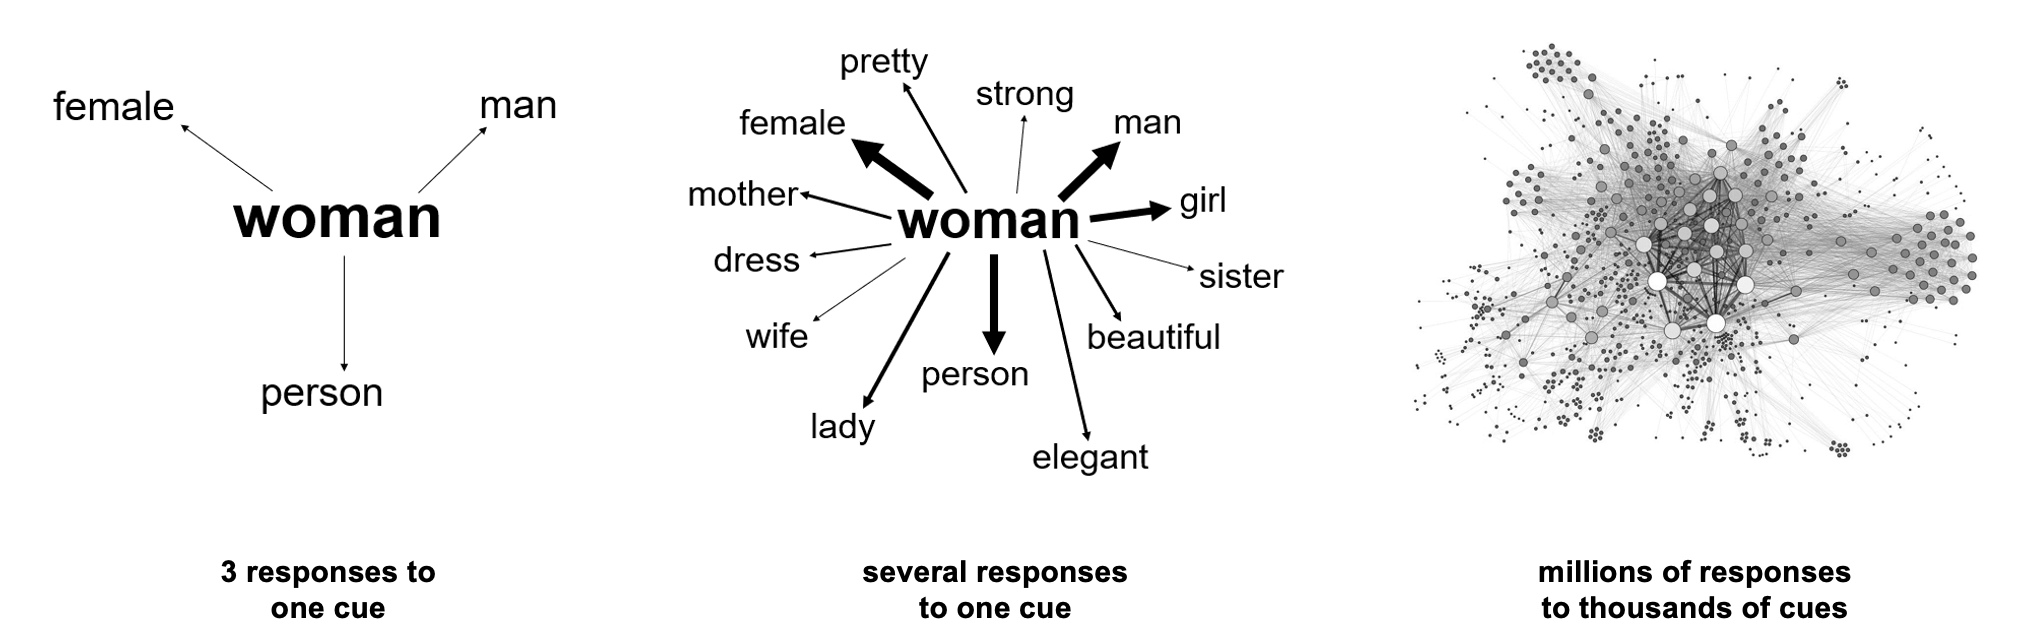 female
man
woman
person
3 responses to
one cue
pretty
strong
female
man
mother
girl
woman
dress
sister
wife
beautiful
person
lady
elegant
several responses
to one cue
millions of responses
to thousands of cues